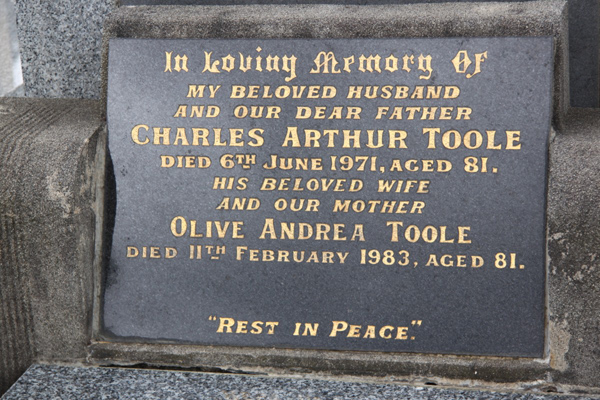 In Loving Memory Of
MY BELOVED HUSBAND
AND OUR DEAR FATHER
CHARLES ARTHUR TOOLE
DIED 6TH JUNE 1971, AGED 81.
HIS BELOVED WIFE
AND OUR MOTHER
OLIVE ANDREA TOOLE
DIED 11TH FEBRUARY 1983, AGED 81.
"REST IN PEACE."